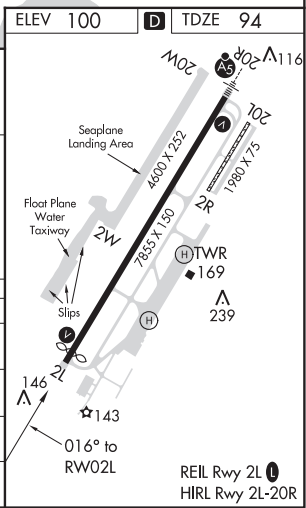 ELEV 100 D TDZE 94
20W
A5
20R
116
Seaplane
Landing Area
4600 X 252
V
20L
1980 X 75
2R
Float Plane
Water
Taxiway
2W
7855 X 150
H
TWR
169
239
Slips
H
V
2L
146
143
016° to
RW02L
REIL Rwy 2L L
HIRL Rwy 2L-20R